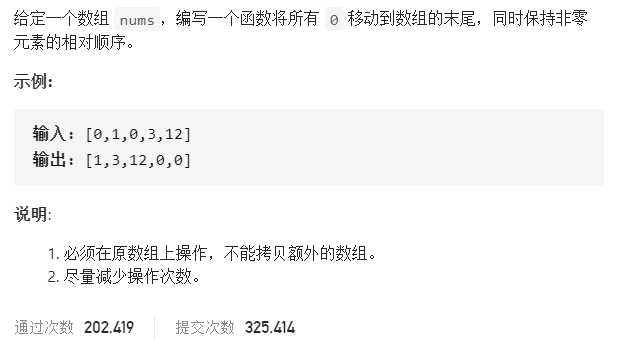 给定一个数组 nums，编写一个函数将所有 0 移动到数组的末尾，同时保持非零
元素的相对顺序。
示例:
输入: [0,1,0,3,12]
输出: [1,3,12,0,0]
说明:
1. 必须在原数组上操作，不能拷贝额外的数组。
2. 尽量减少操作次数。
通过次数 202,419 提交次数 325,414